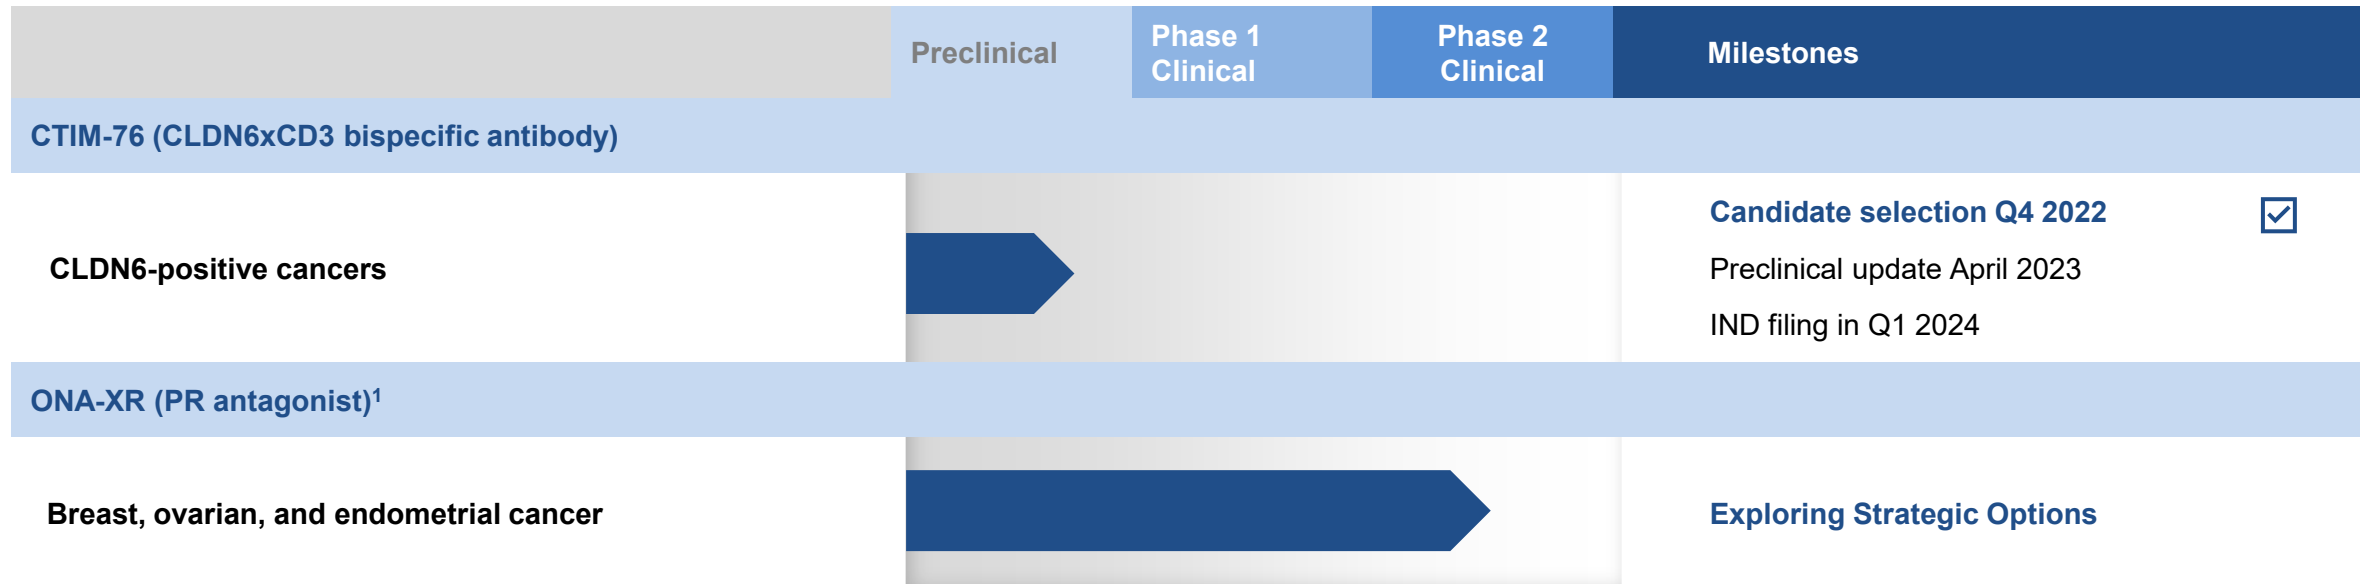 Preclinical
Phase 1
Clinical
Phase 2
Clinical
Milestones
CTIM-76 (CLDN6xCD3 bispecific antibody)
CLDN6-positive cancers
Candidate selection Q4 2022
Preclinical update April 2023
IND filing in Q1 2024
ONA-XR (PR antagonist)¹
Breast, ovarian, and endometrial cancer
Exploring Strategic Options